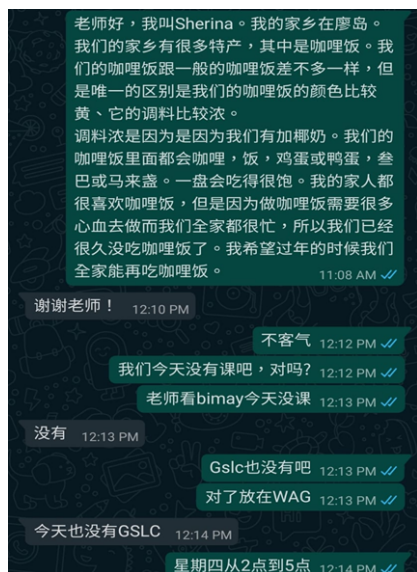 老师好，我叫Sherina。我的家乡在廖岛。
我们的家乡有很多特产，其中是咖哩饭。我
们的咖哩饭跟一般的咖哩饭差不多一样，但
是唯一的区别是我们的咖哩饭的颜色比较
黄、它的调料比较浓。
调料浓是因为是因为我们有加椰奶。我们的
咖哩饭里面都会咖哩，饭，鸡蛋或鸭蛋，叁
巴或马来盏。一盘会吃得很饱。我的家人都
很喜欢咖哩饭，但是因为做咖哩饭需要很多
心血去做而我们全家都很忙，所以我们已经
很久没吃咖哩饭了。我希望过年的时候我们
全家能再吃咖哩饭。 11:08 AM
谢谢老师！ 12:10 PM
不客气 12:12 PM
我们今天没有课吧，对吗? 12:12 PM
老师看bimay今天没课 12:13 PM
没有 12:13 PM
Gslc也没有吧 12:13 PM
对了放在WAG 12:13 PM
今天也没有GSLC 12:14 PM
星期四从2点到5点 12:14 PM